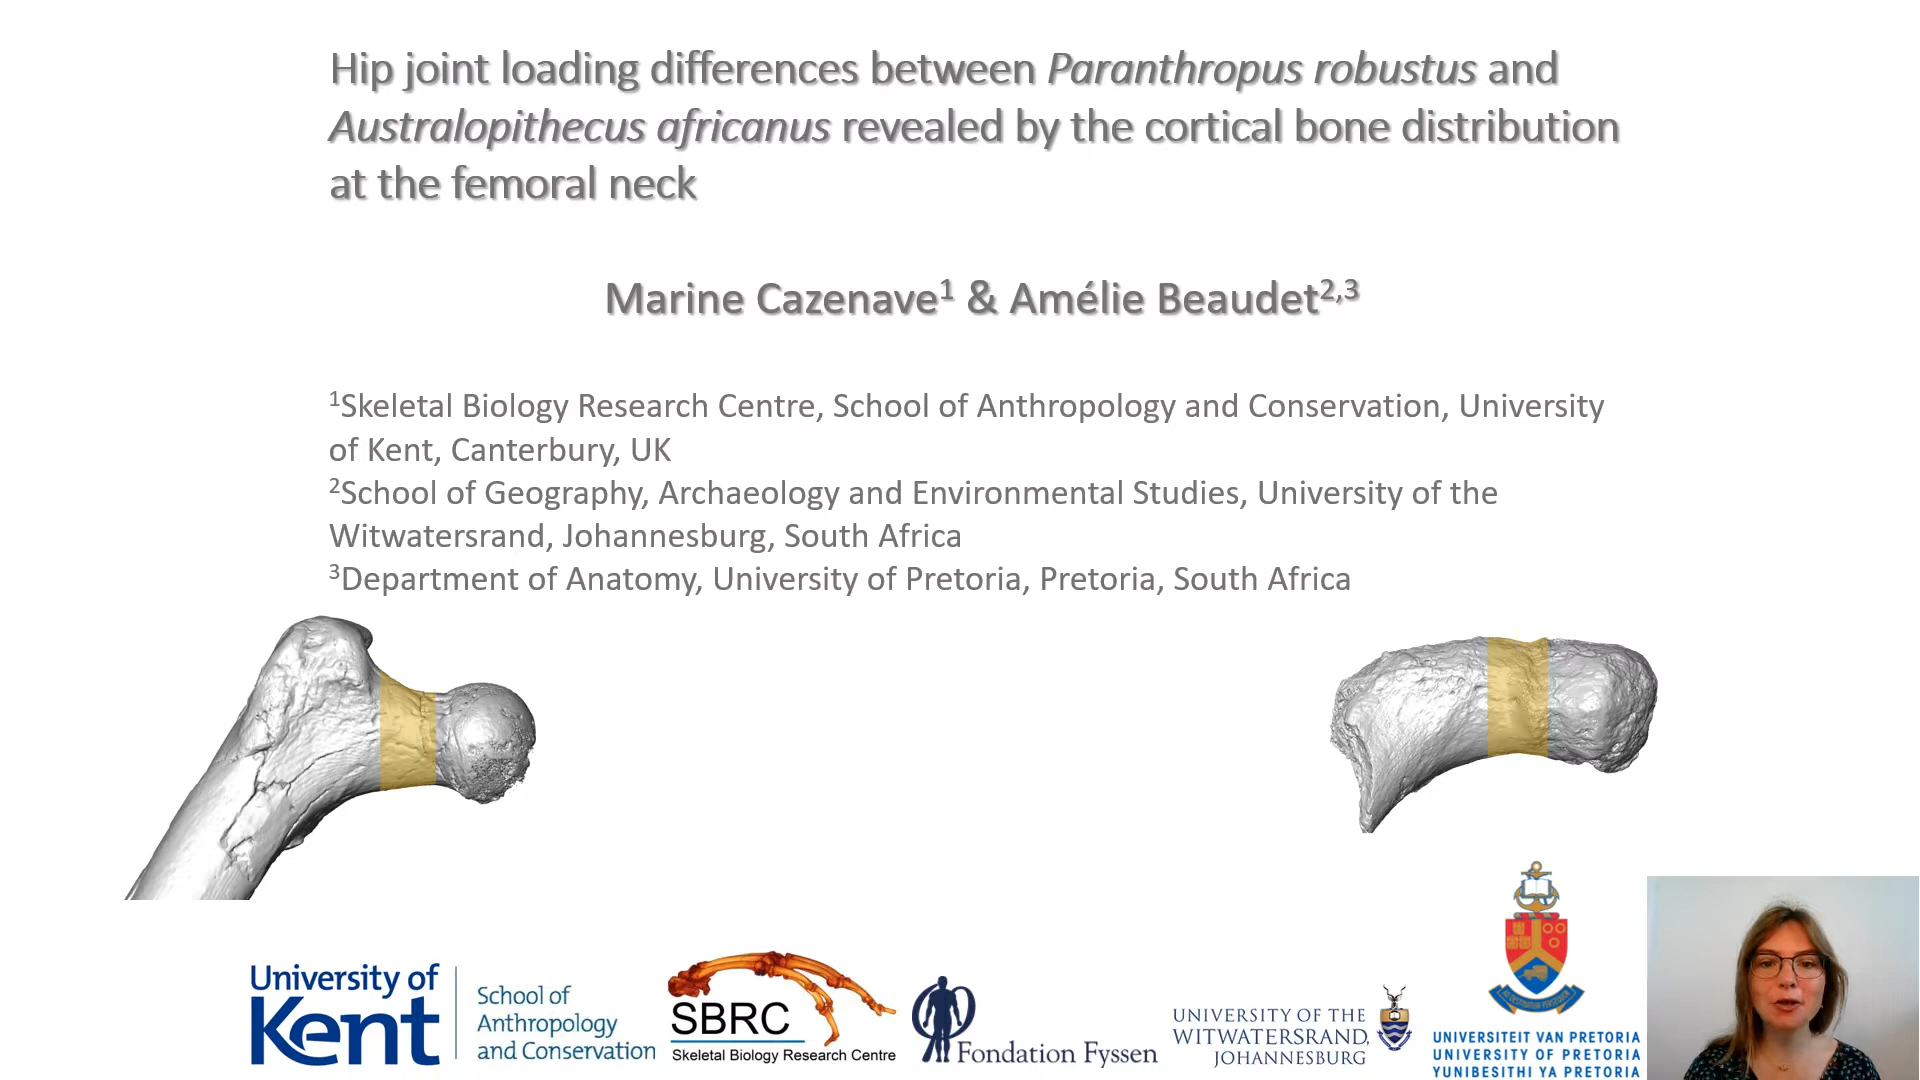 Hip joint loading differences between Paranthropus robustus and
Australopithecus africanus revealed by the cortical bone distribution
at the femoral neck
Marine Cazenave¹ & Amélie Beaudet²,³
¹Skeletal Biology Research Centre, School of Anthropology and Conservation, University
of Kent, Canterbury, UK
²School of Geography, Archaeology and Environmental Studies, University of the
Witwatersrand, Johannesburg, South Africa
³Department of Anatomy, University of Pretoria, Pretoria, South Africa
University of
Kent
School of
Anthropology
and Conservation
SBRC
Skeletal Biology Research Centre
Fondation Fyssen
UNIVERSITY OF THE
WITWATERSRAND,
JOHANNESBURG
UNIVERSITEIT VAN PRETORIA
UNIVERSITY OF PRETORIA
YUNIBESITHI YA PRETORIA